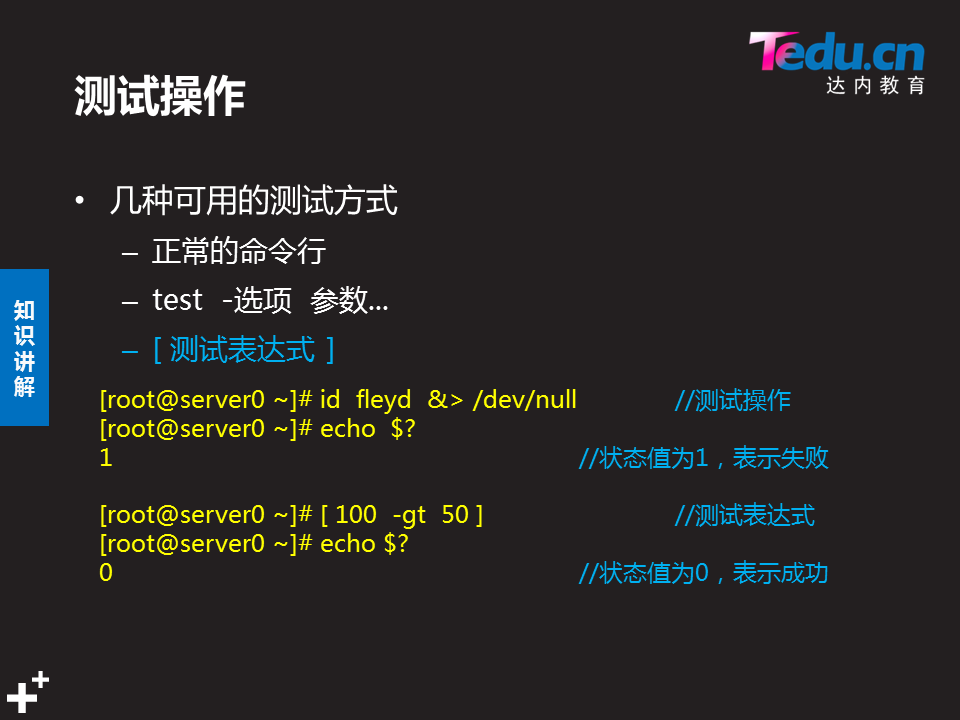 Tedu.cn
达内教育
测试操作
• 几种可用的测试方式
– 正常的命令行
– test -选项 参数...
– [ 测试表达式 ]
知识讲解
[root@server0 ~]# id fleyd &> /dev/null //测试操作
[root@server0 ~]# echo $?
1 //状态值为1，表示失败
[root@server0 ~]# [ 100 -gt 50 ] //测试表达式
[root@server0 ~]# echo $?
0 //状态值为0，表示成功